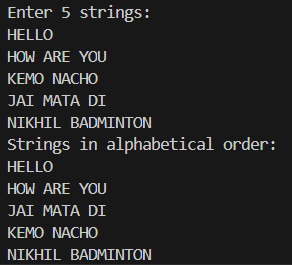 Enter 5 strings:
HELLO
HOW ARE YOU
KEMO NACHO
JAI MATA DI
NIKHIL BADMINTON
Strings in alphabetical order:
HELLO
HOW ARE YOU
JAI MATA DI
KEMO NACHO
NIKHIL BADMINTON